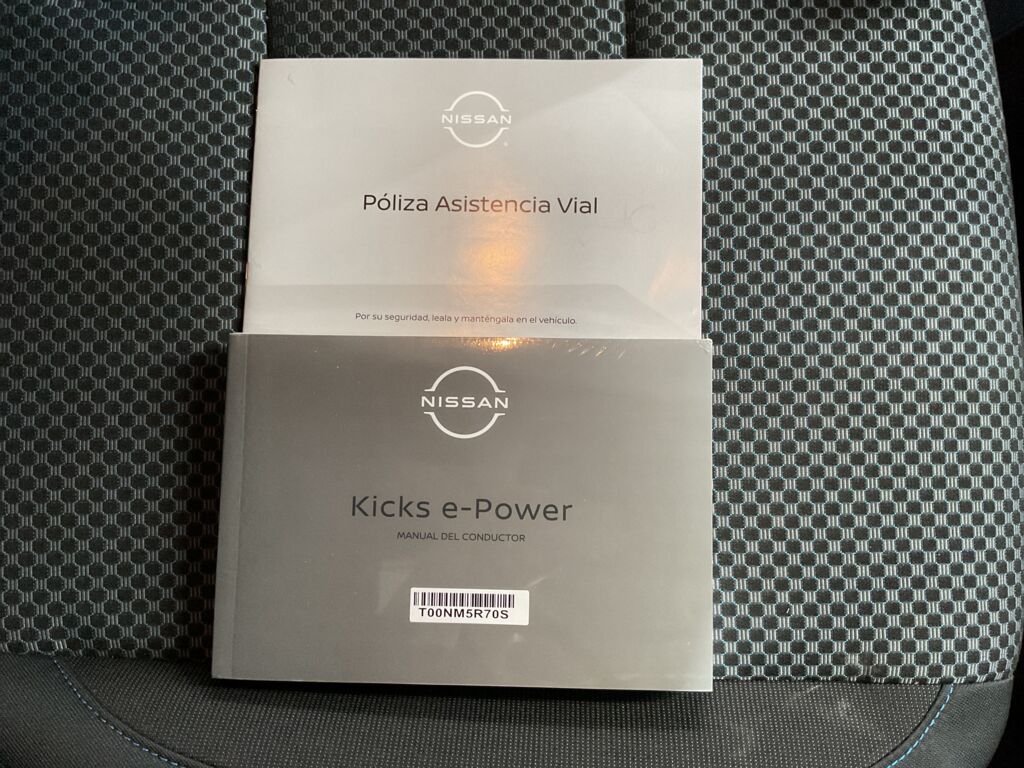 NISSAN
Póliza Asistencia Vial
Por su seguridad, leala y manténgala en el vehículo.
NISSAN
Kicks e-Power
MANUAL DEL CONDUCTOR
T00NM5R70S